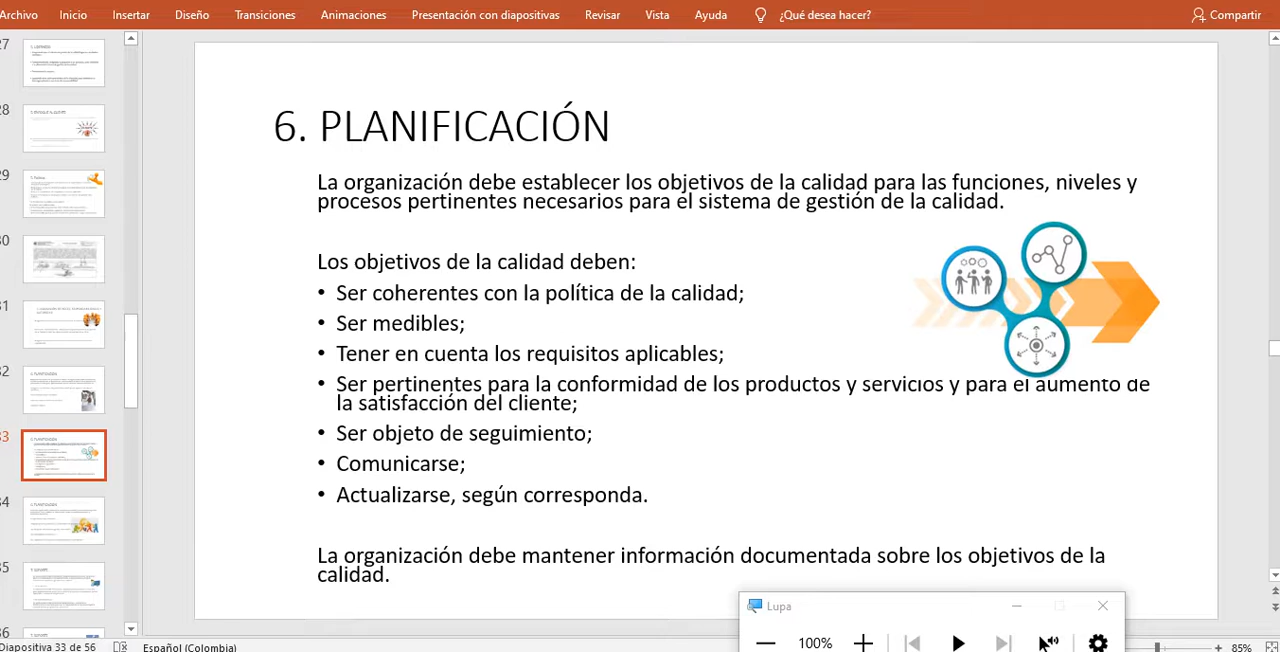 Archivo Inicio Insertar Diseño Transiciones Animaciones Presentación con diapositivas Revisar Vista Ayuda ¿Qué desea hacer? Compartir
6. PLANIFICACIÓN
La organización debe establecer los objetivos de la calidad para las funciones, niveles y
procesos pertinentes necesarios para el sistema de gestión de la calidad.
Los objetivos de la calidad deben:
• Ser coherentes con la política de la calidad;
• Ser medibles;
• Tener en cuenta los requisitos aplicables;
• Ser pertinentes para la conformidad de los productos y servicios y para el aumento de
la satisfacción del cliente;
• Ser objeto de seguimiento;
• Comunicarse;
• Actualizarse, según corresponda.
La organización debe mantener información documentada sobre los objetivos de la
calidad.
Lupa
100%
Diapositiva 33 de 56 Español (Colombia) 85%